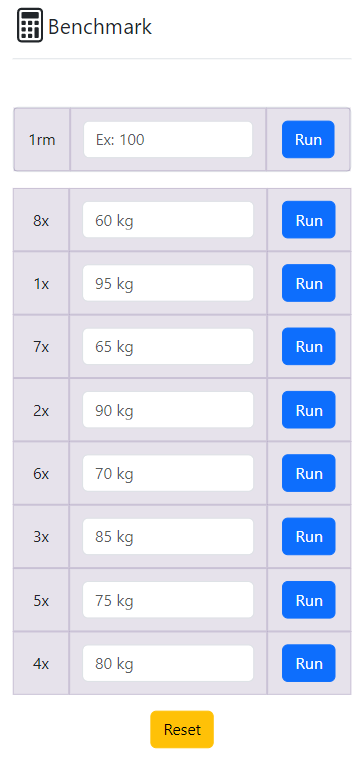 Benchmark
1rm Ex: 100 Run
8x 60 kg Run
1x 95 kg Run
7x 65 kg Run
2x 90 kg Run
6x 70 kg Run
3x 85 kg Run
5x 75 kg Run
4x 80 kg Run
Reset